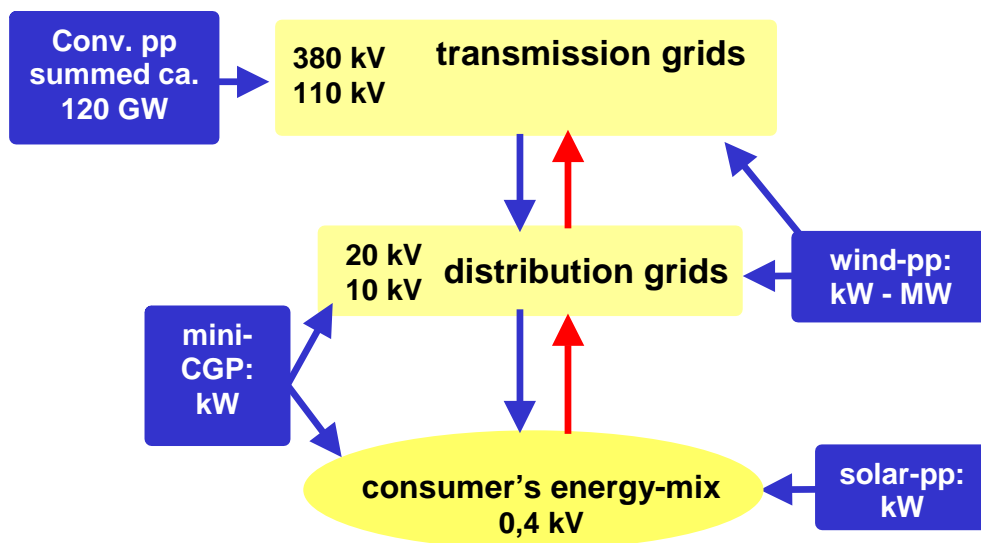 Conv. pp
summed ca.
120 GW
380 kV
110 kV
transmission grids
20 kV
10 kV
distribution grids
wind-pp:
kW - MW
mini-
CGP:
kW
consumer’s energy-mix
0,4 kV
solar-pp:
kW